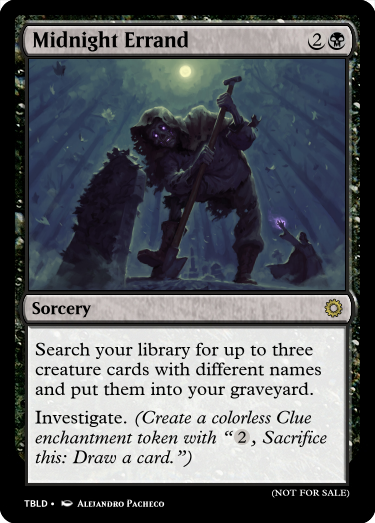 Midnight Errand 2
Sorcery
Search your library for up to three
creature cards with different names
and put them into your graveyard.
Investigate. (Create a colorless Clue
enchantment token with “2, Sacrifice
this: Draw a card.”)
(NOT FOR SALE)
TBLD • Alejandro Pacheco